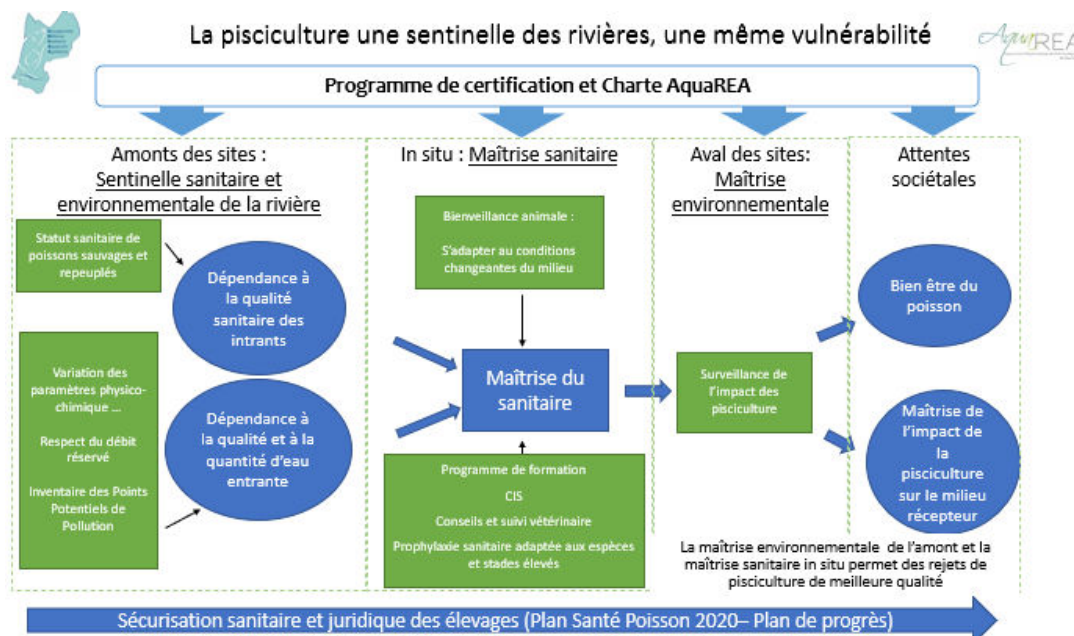 La pisciculture une sentinelle des rivières, une même vulnérabilité
AquaREA
Programme de certification et Charte AquaREA
Amonts des sites :
Sentinelle sanitaire et
environnementale de la rivière
Statut sanitaire de
poissons sauvages et
repeuplés
Dépendance à
la qualité
sanitaire des
intrants
Variation des
paramètres physico-
chimique ...
Respect du débit
réservé
Inventaire des Points
Potentiels de
Pollution
Dépendance à
la qualité et à la
quantité d'eau
entrante
In situ : Maîtrise sanitaire
Bienveillance animale :
S'adapter au conditions
changeantes du milieu
Maîtrise du
sanitaire
Programme de formation
CIS
Conseils et suivi vétérinaire
Prophylaxie sanitaire adaptée aux espèces
et stades élevés
Aval des sites:
Maîtrise
environnementale
Surveillance de
l'impact des
pisciculture
Attentes
sociétales
Bien être du
poisson
Maîtrise de
l'impact de
la
pisciculture
sur le milieu
récepteur
La maîtrise environnementale de l'amont et la
maîtrise sanitaire in situ permet des rejets de
pisciculture de meilleure qualité
Sécurisation sanitaire et juridique des élevages (Plan Santé Poisson 2020– Plan de progrès)